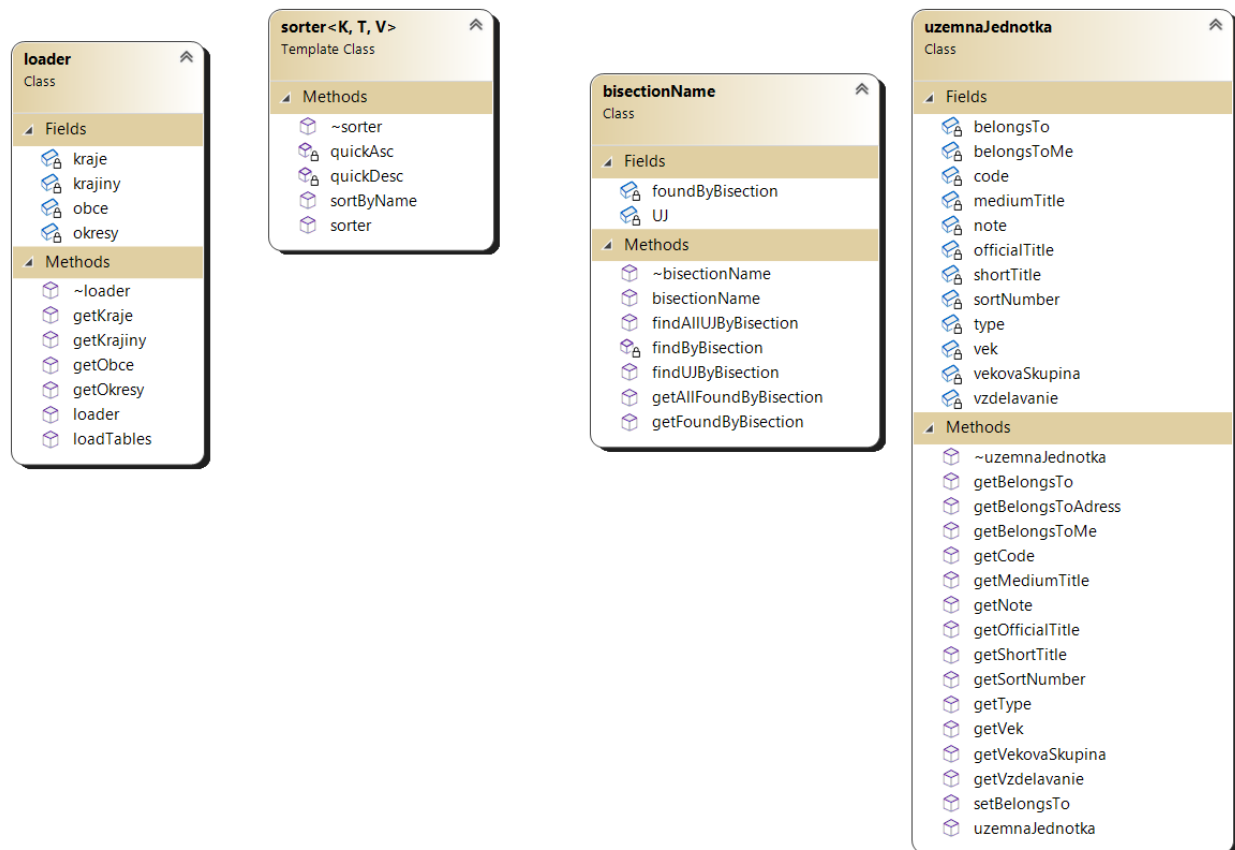 loader
Class
Fields
kraje
krajiny
obce
okresy
Methods
~loader
getKraje
getKrajiny
getObce
getOkresy
loader
loadTables
sorter<K, T, V>
Template Class
Methods
~sorter
quickAsc
quickDesc
sortByName
sorter
bisectionName
Class
Fields
foundByBisection
UJ
Methods
~bisectionName
bisectionName
findAllUJByBisection
findByBisection
findUJByBisection
getAllFoundByBisection
getFoundByBisection
uzemnaJednotka
Class
Fields
belongsTo
belongsToMe
code
mediumTitle
note
officialTitle
shortTitle
sortNumber
type
vek
vekovaSkupina
vzdelavanie
Methods
~uzemnaJednotka
getBelongsTo
getBelongsToAdress
getBelongsToMe
getCode
getMediumTitle
getNote
getOfficialTitle
getShortTitle
getSortNumber
getType
getVek
getVekovaSkupina
getVzdelavanie
setBelongsTo
uzemnaJednotka